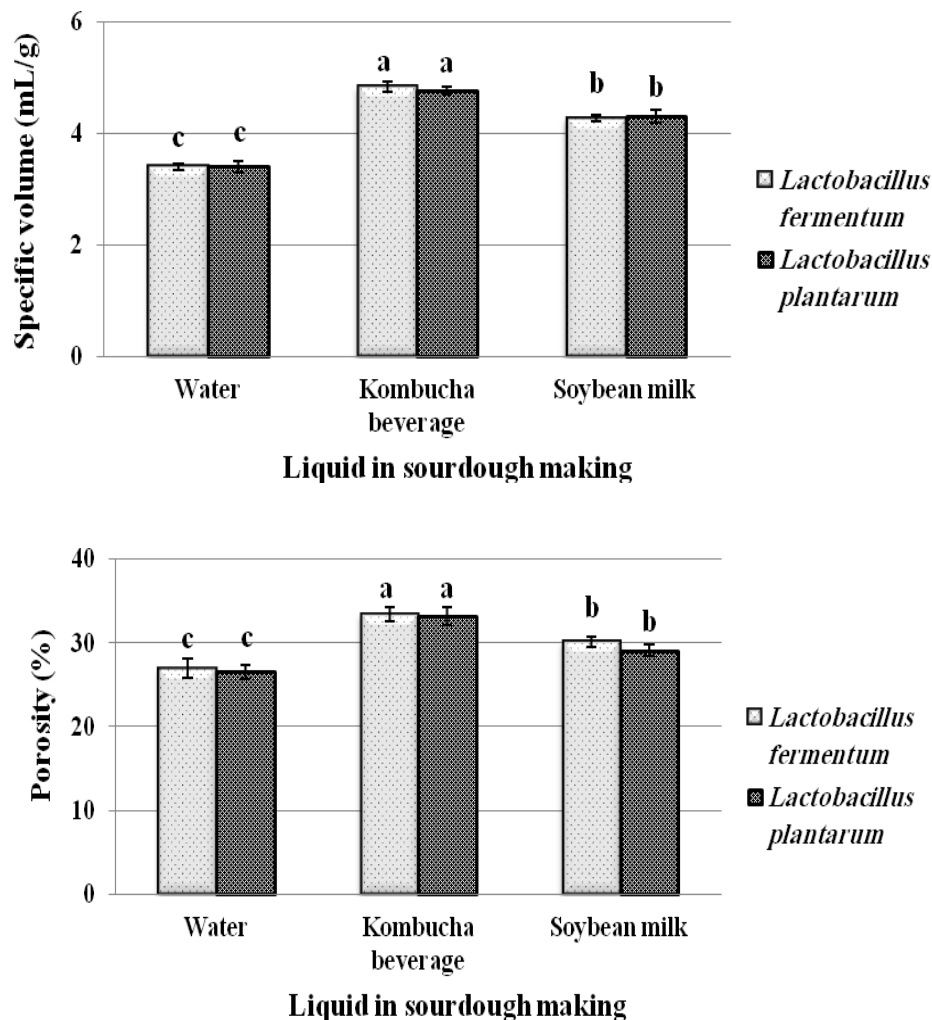 Specific volume (mL/g)
6
4
2
0
c c
a a
b b
Water
Kombucha
beverage
Soybean milk
Liquid in sourdough making
Lactobacillus
fermentum
Lactobacillus
plantarum
Porosity (%)
40
30
20
10
0
c c
a a
b b
Water
Kombucha
beverage
Soybean milk
Liquid in sourdough making
Lactobacillus
fermentum
Lactobacillus
plantarum